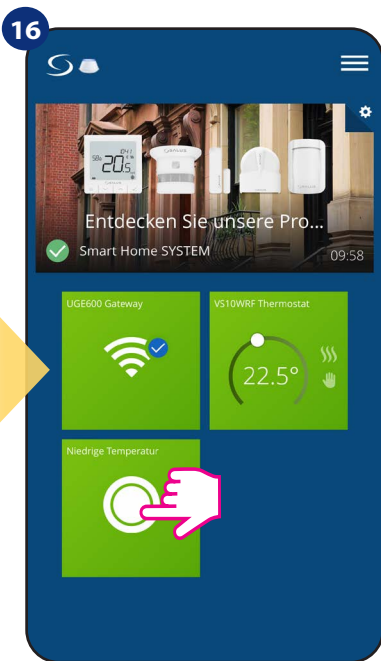 16
Entdecken Sie unsere Pro...
Smart Home SYSTEM
09:58
UGE600 Gateway
VS10WRF Thermostat
22.5°
Niedrige Temperatur